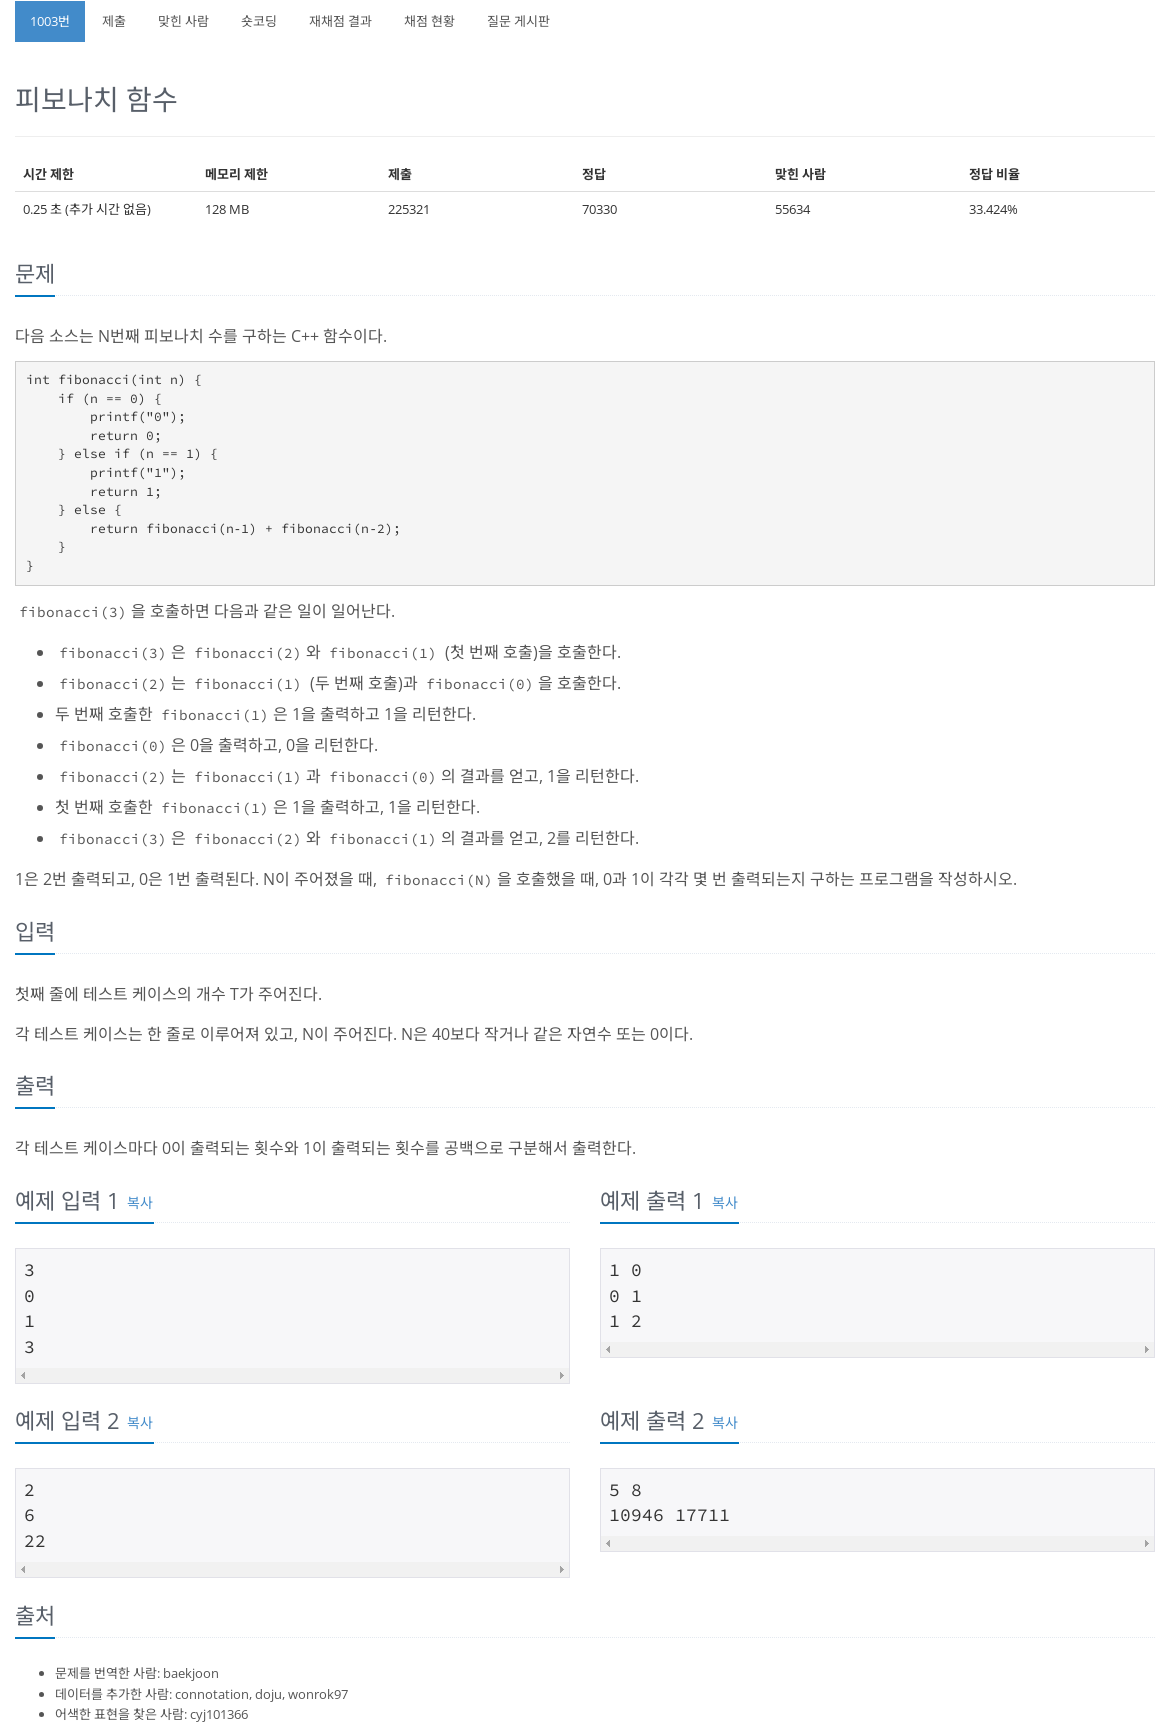 1003번 제출 맞힌 사람 숏코딩 재채점 결과 채점 현황 질문 게시판
피보나치 함수
시간 제한 메모리 제한 제출 정답 맞힌 사람 정답 비율
0.25 초 (추가 시간 없음) 128 MB 225321 70330 55634 33.424%
문제
다음 소스는 N번째 피보나치 수를 구하는 C++ 함수이다.
int fibonacci(int n) {
    if (n == 0) {
        printf("0");
        return 0;
    } else if (n == 1) {
        printf("1");
        return 1;
    } else {
        return fibonacci(n-1) + fibonacci(n-2);
    }
}
fibonacci(3)을 호출하면 다음과 같은 일이 일어난다.
• fibonacci(3)은 fibonacci(2)와 fibonacci(1) (첫 번째 호출)을 호출한다.
• fibonacci(2)는 fibonacci(1) (두 번째 호출)과 fibonacci(0)을 호출한다.
• 두 번째 호출한 fibonacci(1)은 1을 출력하고 1을 리턴한다.
• fibonacci(0)은 0을 출력하고, 0을 리턴한다.
• fibonacci(2)는 fibonacci(1)과 fibonacci(0)의 결과를 얻고, 1을 리턴한다.
• 첫 번째 호출한 fibonacci(1)은 1을 출력하고, 1을 리턴한다.
• fibonacci(3)은 fibonacci(2)와 fibonacci(1)의 결과를 얻고, 2를 리턴한다.
1은 2번 출력되고, 0은 1번 출력된다. N이 주어졌을 때, fibonacci(N)을 호출했을 때, 0과 1이 각각 몇 번 출력되는지 구하는 프로그램을 작성하시오.
입력
첫째 줄에 테스트 케이스의 개수 T가 주어진다.
각 테스트 케이스는 한 줄로 이루어져 있고, N이 주어진다. N은 40보다 작거나 같은 자연수 또는 0이다.
출력
각 테스트 케이스마다 0이 출력되는 횟수와 1이 출력되는 횟수를 공백으로 구분해서 출력한다.
예제 입력 1 복사
3
0
1
3
예제 출력 1 복사
1 0
0 1
1 2
예제 입력 2 복사
2
6
22
예제 출력 2 복사
5 8
10946 17711
출처
• 문제를 번역한 사람: baekjoon
• 데이터를 추가한 사람: connotation, doju, wonrok97
• 어색한 표현을 찾은 사람: cyj101366